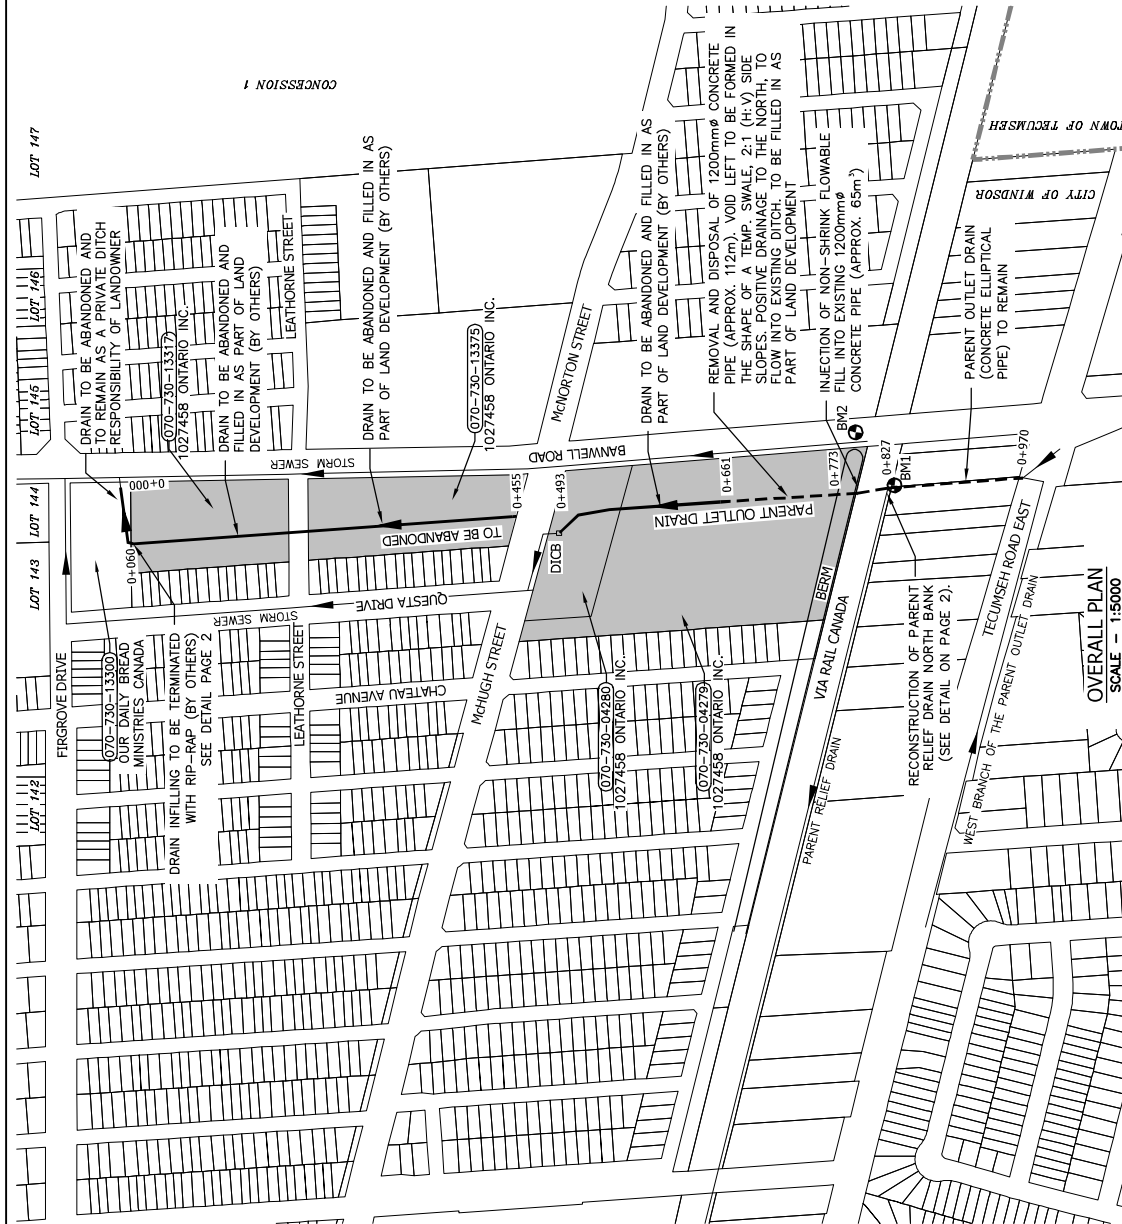 CONCESSION 1
LOT 147
LOT 146
LOT 145
LOT 144
LOT 143
LOT 142
TOWN OF TECUMSEH
CITY OF WINDSOR
DRAIN TO BE ABANDONED AND
TO REMAIN AS A PRIVATE DITCH
RESPONSIBILITY OF LANDOWNER
070-730-13317
1027458 ONTARIO INC.
DRAIN TO BE ABANDONED AND
FILLED IN AS PART OF LAND
DEVELOPMENT (BY OTHERS)
LEATHORNE STREET
DRAIN TO BE ABANDONED AND FILLED IN AS
PART OF LAND DEVELOPMENT (BY OTHERS)
070-730-13375
1027458 ONTARIO INC.
McNORTON STREET
DRAIN TO BE ABANDONED AND FILLED IN AS
PART OF LAND DEVELOPMENT (BY OTHERS)
REMOVAL AND DISPOSAL OF 1200mmø CONCRETE
PIPE (APPROX. 112m). VOID LEFT TO BE FORMED IN
THE SHAPE OF A TEMP. SWALE, 2:1 (H:V) SIDE
SLOPES. POSITIVE DRAINAGE TO THE NORTH, TO
FLOW INTO EXISTING DITCH. TO BE FILLED IN AS
PART OF LAND DEVELOPMENT
INJECTION OF NON-SHRINK FLOWABLE
FILL INTO EXISTING 1200mmø
CONCRETE PIPE (APPROX. 65m³)
PARENT OUTLET DRAIN
(CONCRETE ELLIPTICAL
PIPE) TO REMAIN
BM2
BM1
STORM SEWER
BANWELL ROAD
0+000
0+060
0+455
0+493
0+661
0+773
0+827
0+970
TO BE ABANDONED
PARENT OUTLET DRAIN
DICB
FIRGROVE DRIVE
070-730-13300
OUR DAILY BREAD
MINISTRIES CANADA
DRAIN INFILLING TO BE TERMINATED
WITH RIP-RAP (BY OTHERS)
SEE DETAIL PAGE 2
STORM SEWER
QUESTA DRIVE
LEATHORNE STREET
CHATEAU AVENUE
McHUGH STREET
070-730-04280
1027458 ONTARIO INC.
070-730-04279
1027458 ONTARIO INC.
BERM
VIA RAIL CANADA
PARENT RELIEF DRAIN
RECONSTRUCTION OF PARENT
RELIEF DRAIN NORTH BANK
(SEE DETAIL ON PAGE 2).
TECUMSEH ROAD EAST
WEST BRANCH OF THE PARENT OUTLET DRAIN
OVERALL PLAN
SCALE - 1:5000